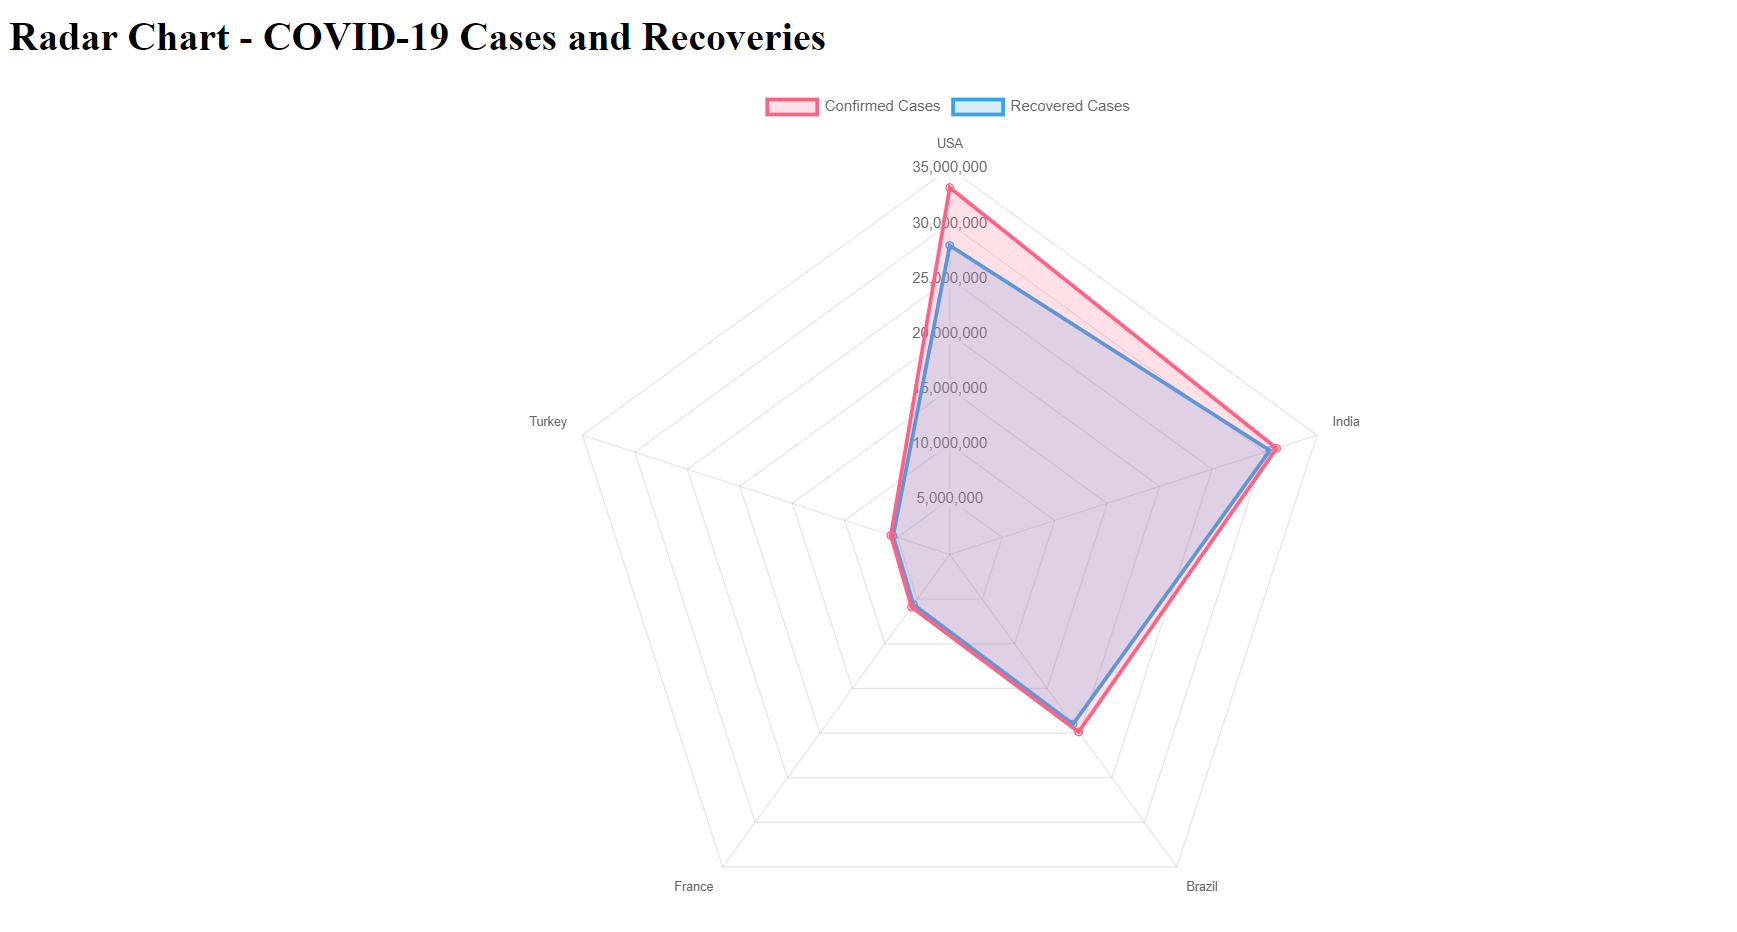 Radar Chart - COVID-19 Cases and Recoveries
Confirmed Cases Recovered Cases
USA
35,000,000
30,000,000
25,000,000
20,000,000
15,000,000
Turkey India
10,000,000
5,000,000
France Brazil